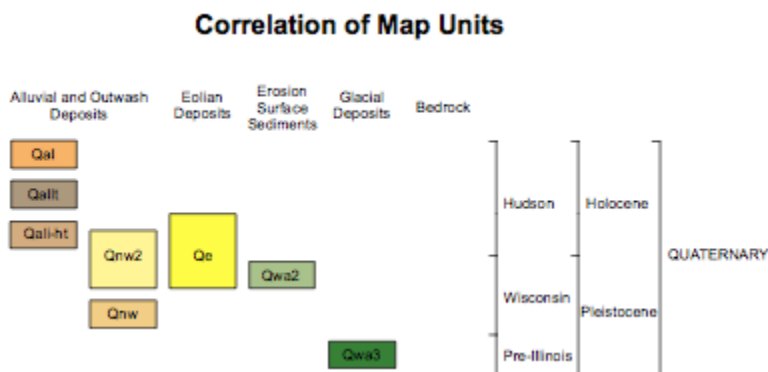 Correlation of Map Units
Alluvial and Outwash
Deposits
Eolian
Deposits
Erosion
Surface
Sediments
Glacial
Deposits
Bedrock
Qal
Qallt
Qali-ht
Qnw2
Qe
Qwa2
Qnw
Qwa3
Hudson
Holocene
QUATERNARY
Wisconsin
Pleistocene
Pre-Illinois